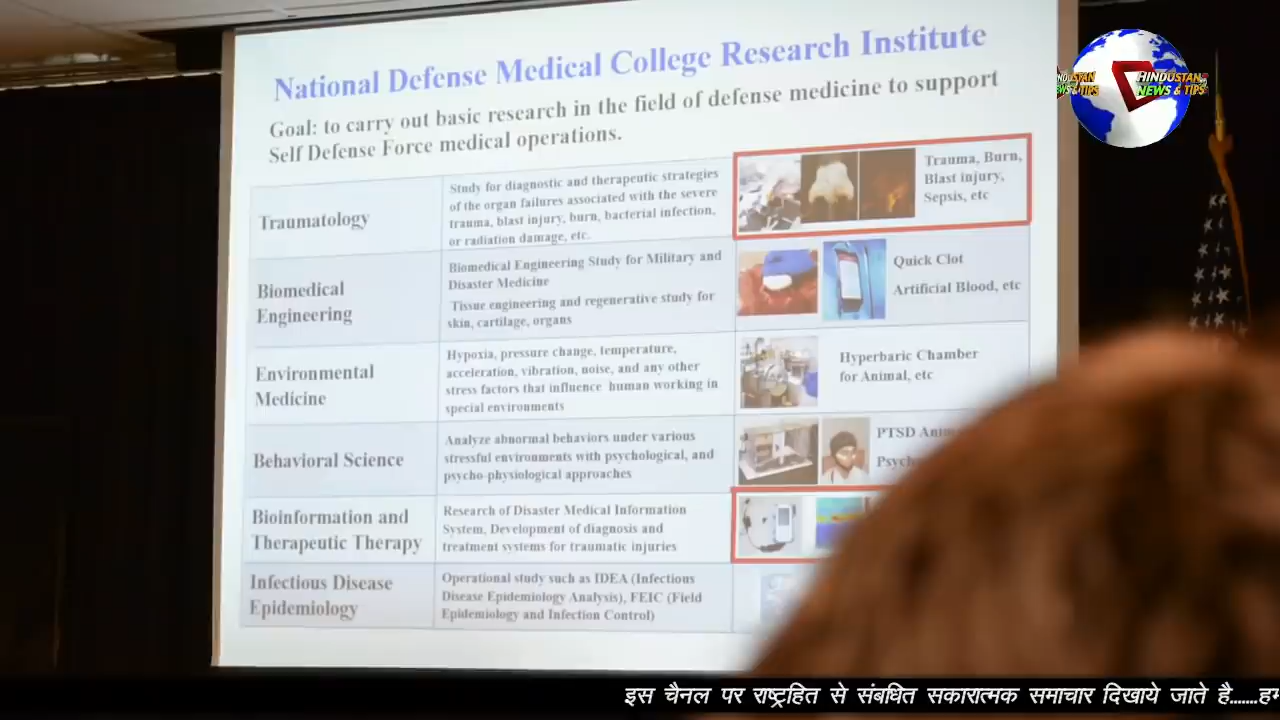 National Defense Medical College Research Institute
Goal: to carry out basic research in the field of defense medicine to support
Self Defense Force medical operations.
Traumatology
Study for diagnostic and therapeutic strategies
of the organ failures associated with the severe
trauma, blast injury, burn, bacterial infection,
or radiation damage, etc.
Trauma, Burn,
Blast injury,
Sepsis, etc
Biomedical
Engineering
Biomedical Engineering Study for Military and
Disaster Medicine
Tissue engineering and regenerative study for
skin, cartilage, organs
Quick Clot
Artificial Blood, etc
Environmental
Medicine
Hypoxia, pressure change, temperature,
acceleration, vibration, noise, and any other
stress factors that influence human working in
special environments
Hyperbaric Chamber
for Animal, etc
Behavioral Science
Analyze abnormal behaviors under various
stressful environments with psychological, and
psycho-physiological approaches
PTSD
Bioinformation and
Therapeutic Therapy
Research of Disaster Medical Information
System, Development of diagnosis and
treatment systems for traumatic injuries
Infectious Disease
Epidemiology
Operational study such as IDEA (Infectious
Disease Epidemiology Analysis), FEIC (Field
Epidemiology and Infection Control)
HINDUSTAN
NEWS & TIPS
इस चैनल पर राष्ट्रहित से संबधित सकारात्मक समाचार दिखाये जाते है.......